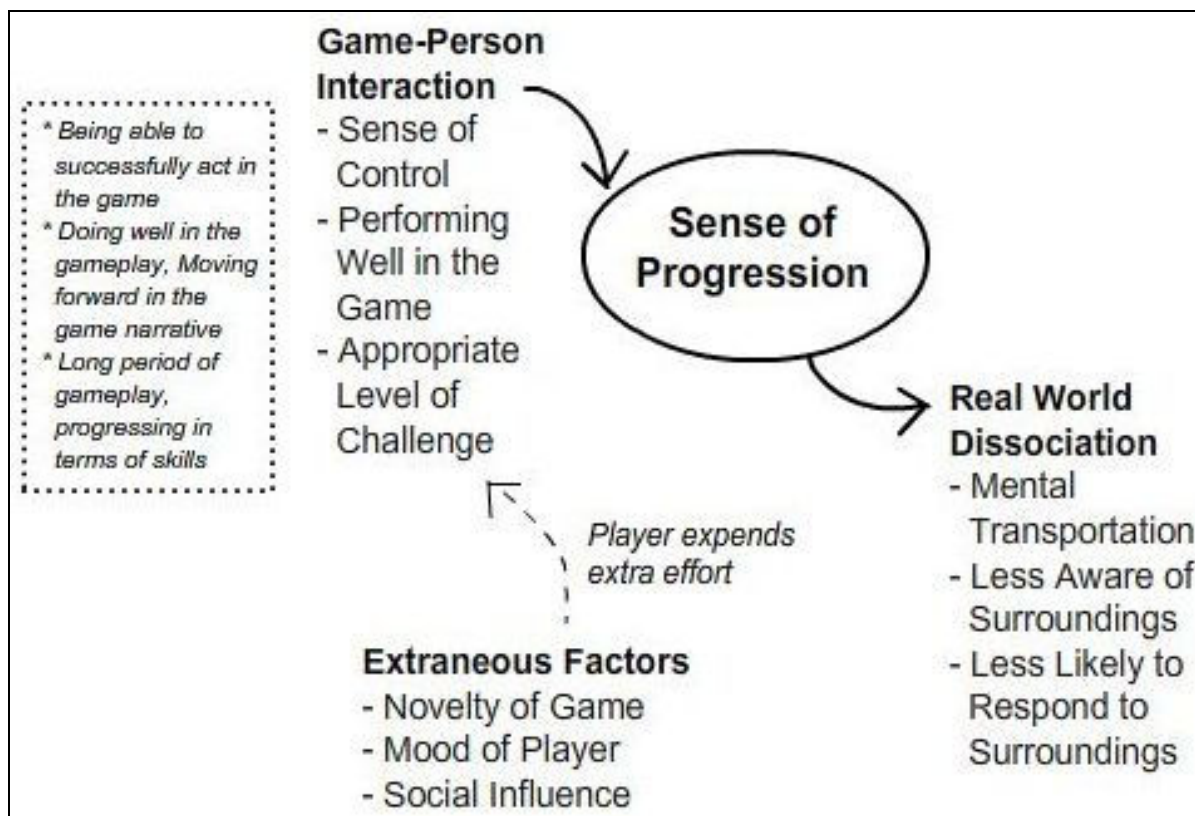 Game-Person
Interaction
- Sense of
Control
- Performing
Well in the
Game
- Appropriate
Level of
Challenge
* Being able to
successfully act in
the game
* Doing well in the
gameplay, Moving
forward in the
game narrative
* Long period of
gameplay,
progressing in
terms of skills
Sense of
Progression
Real World
Dissociation
- Mental
Transportation
- Less Aware of
Surroundings
- Less Likely to
Respond to
Surroundings
Player expends
extra effort
Extraneous Factors
- Novelty of Game
- Mood of Player
- Social Influence